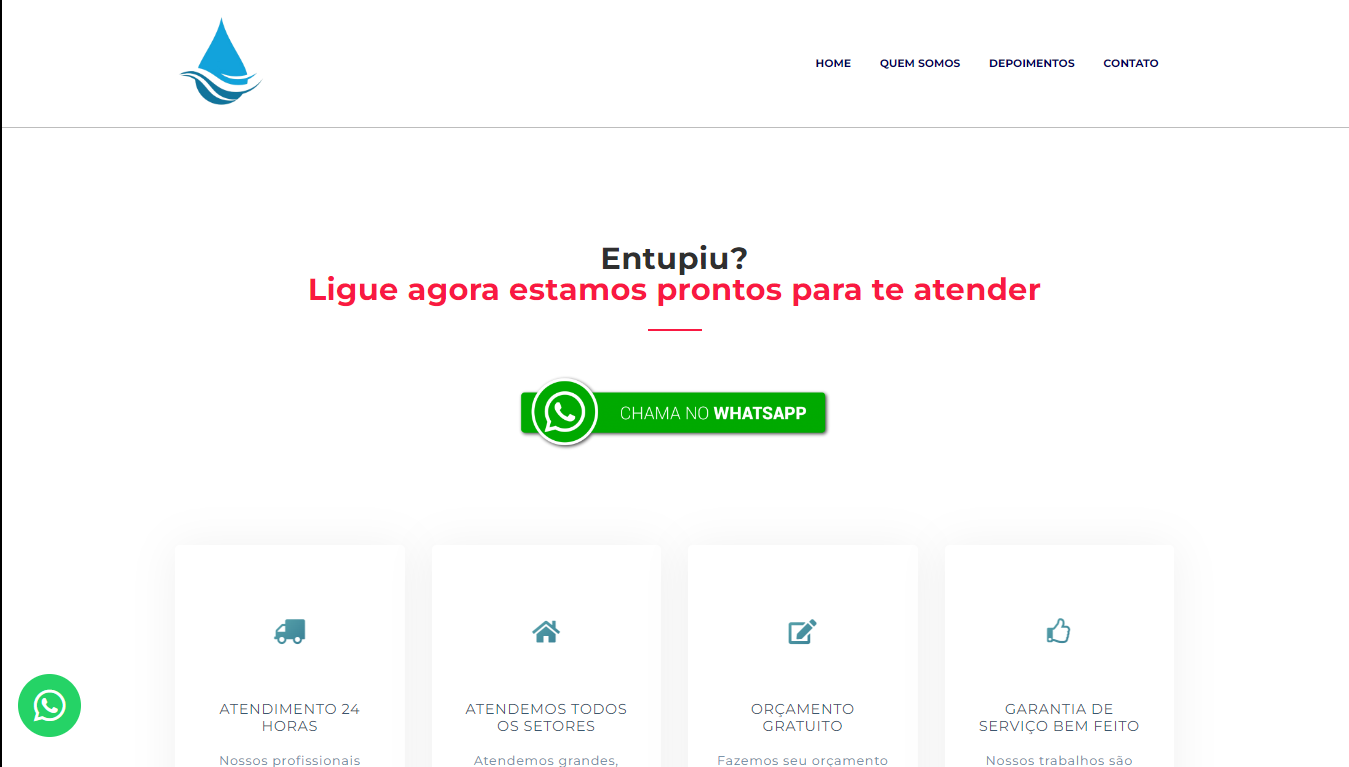 HOME QUEM SOMOS DEPOIMENTOS CONTATO
Entupiu?
Ligue agora estamos prontos para te atender
CHAMA NO WHATSAPP
ATENDIMENTO 24
HORAS
Nossos profissionais
ATENDEMOS TODOS
OS SETORES
Atendemos grandes,
ORÇAMENTO
GRATUITO
Fazemos seu orçamento
GARANTIA DE
SERVIÇO BEM FEITO
Nossos trabalhos são